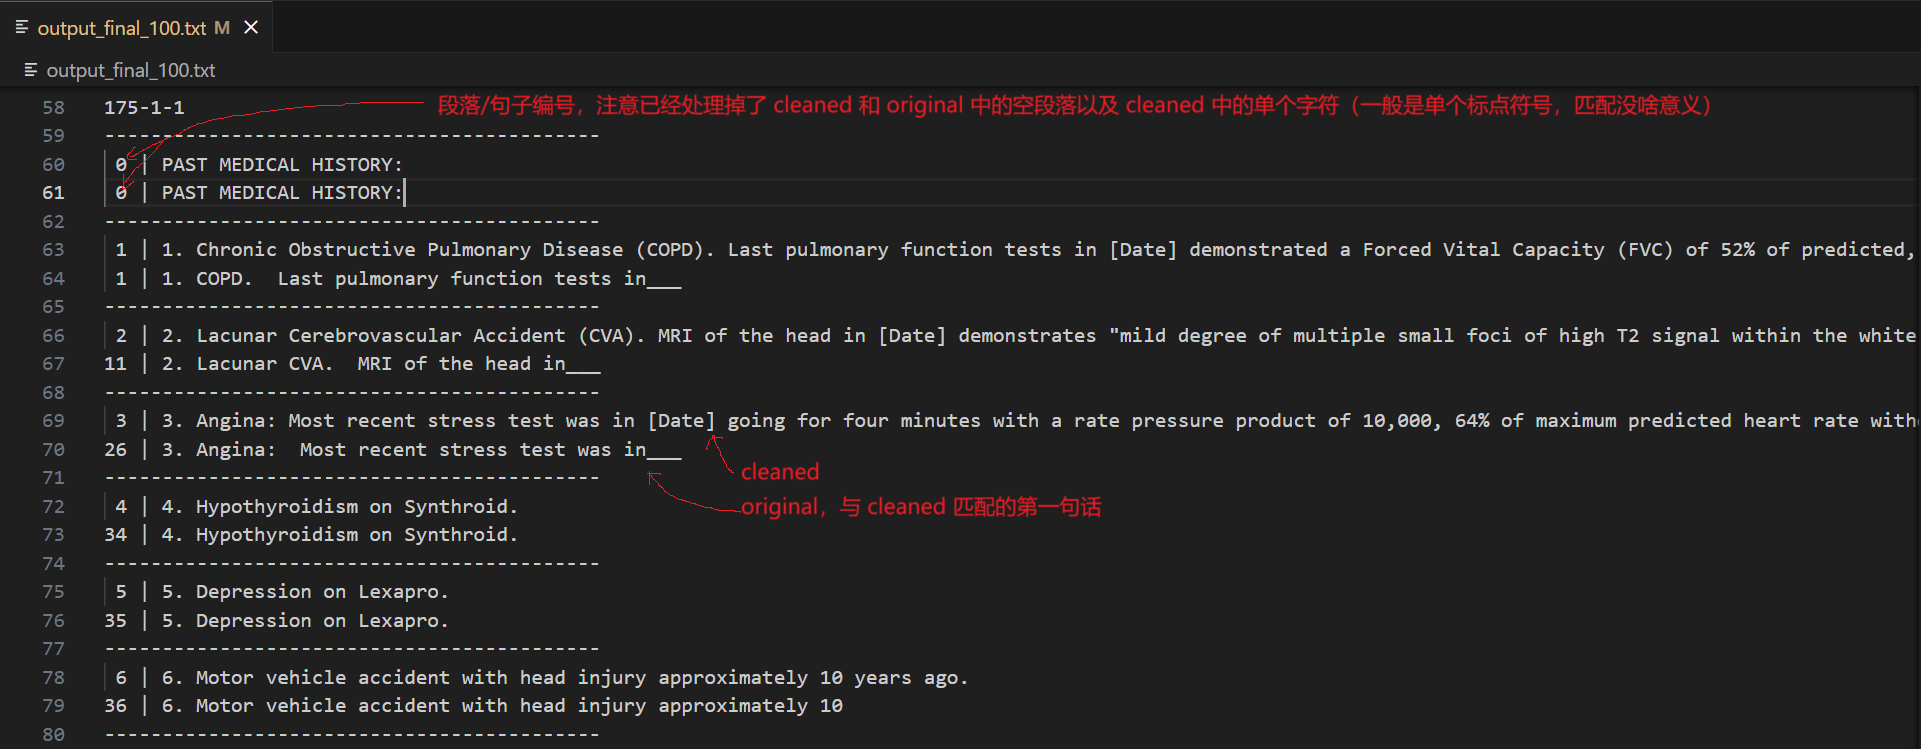 output_final_100.txt M
output_final_100.txt
58 175-1-1 段落/句子编号，注意已经处理掉了 cleaned 和 original 中的空段落以及 cleaned 中的单个字符（一般是单个标点符号，匹配没啥意义）
59 -------------------------------------------
60 0 | PAST MEDICAL HISTORY:
61 0 | PAST MEDICAL HISTORY:
62 -------------------------------------------
63 1 | 1. Chronic Obstructive Pulmonary Disease (COPD). Last pulmonary function tests in [Date] demonstrated a Forced Vital Capacity (FVC) of 52% of predicted,
64 1 | 1. COPD.  Last pulmonary function tests in___
65 -------------------------------------------
66 2 | 2. Lacunar Cerebrovascular Accident (CVA). MRI of the head in [Date] demonstrates "mild degree of multiple small foci of high T2 signal within the white
67 11 | 2. Lacunar CVA.  MRI of the head in___
68 -------------------------------------------
69 3 | 3. Angina: Most recent stress test was in [Date] going for four minutes with a rate pressure product of 10,000, 64% of maximum predicted heart rate with
70 26 | 3. Angina:  Most recent stress test was in___
71 -------------------------------------------
cleaned
72 4 | 4. Hypothyroidism on Synthroid.
original，与 cleaned 匹配的第一句话
73 34 | 4. Hypothyroidism on Synthroid.
74 -------------------------------------------
75 5 | 5. Depression on Lexapro.
76 35 | 5. Depression on Lexapro.
77 -------------------------------------------
78 6 | 6. Motor vehicle accident with head injury approximately 10 years ago.
79 36 | 6. Motor vehicle accident with head injury approximately 10
80 -------------------------------------------